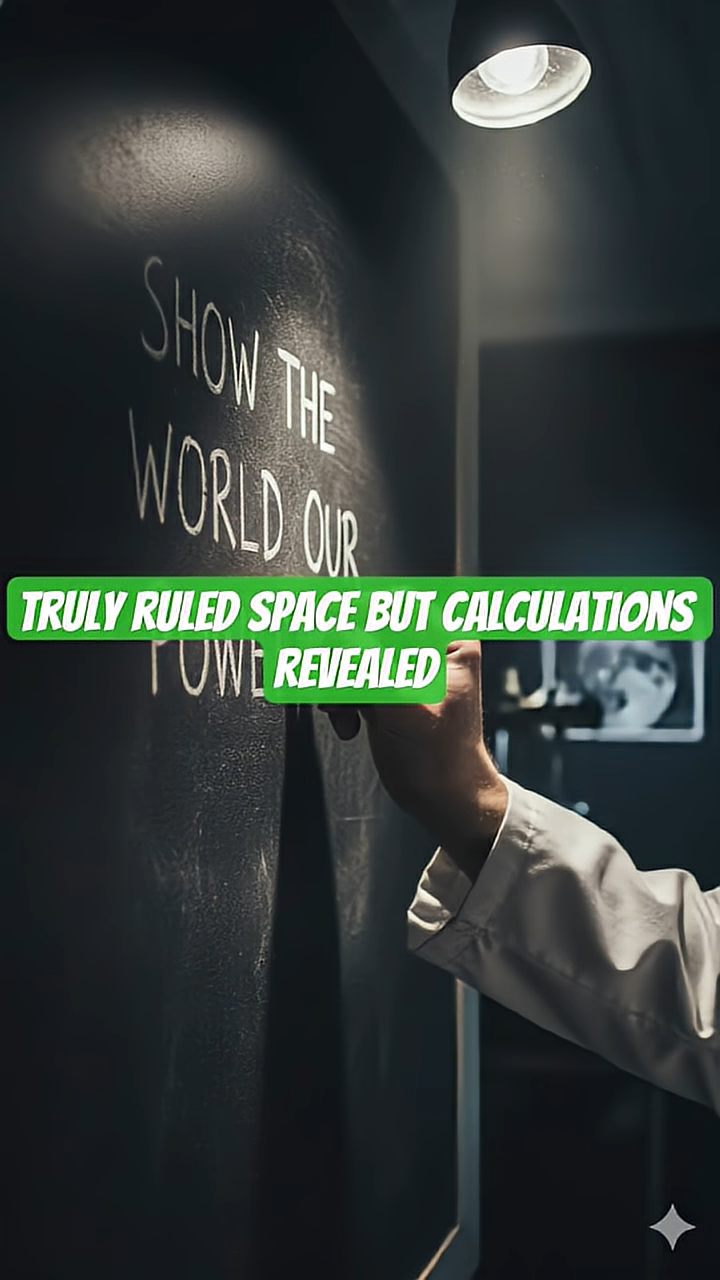 SHOW THE
WORLD OUR
TRULY RULED SPACE BUT CALCULATIONS
REVEALED